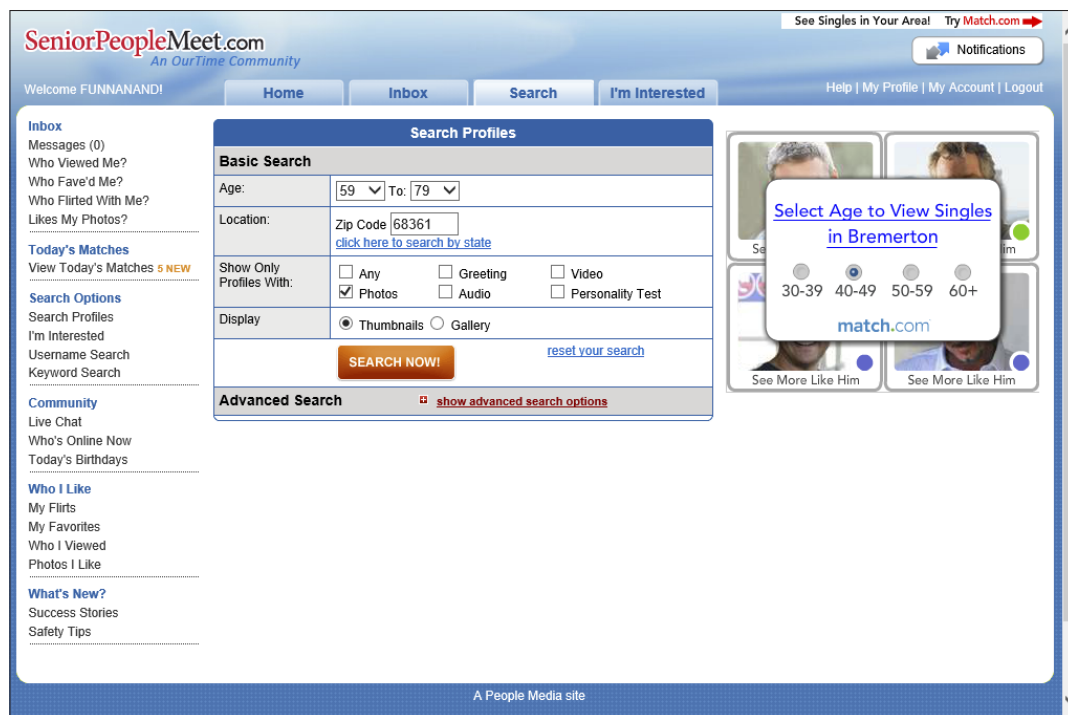 See Singles in Your Area! Try Match.com
SeniorPeopleMeet.com
An OurTime Community
Notifications
Welcome FUNNANAND!
Home Inbox Search I'm Interested
Help | My Profile | My Account | Logout
Inbox
Messages (0)
Who Viewed Me?
Who Fave'd Me?
Who Flirted With Me?
Likes My Photos?
Today's Matches
View Today's Matches 5 NEW
Search Options
Search Profiles
I'm Interested
Username Search
Keyword Search
Community
Live Chat
Who's Online Now
Today's Birthdays
Who I Like
My Flirts
My Favorites
Who I Viewed
Photos I Like
What's New?
Success Stories
Safety Tips
Search Profiles
Basic Search
Age: 59 To: 79
Location: Zip Code 68361
click here to search by state
Show Only Profiles With:
Any Greeting Video
Photos Audio Personality Test
Display Thumbnails Gallery
SEARCH NOW! reset your search
Advanced Search show advanced search options
Select Age to View Singles
in Bremerton
30-39 40-49 50-59 60+
match.com
See More Like Him See More Like Him
A People Media site